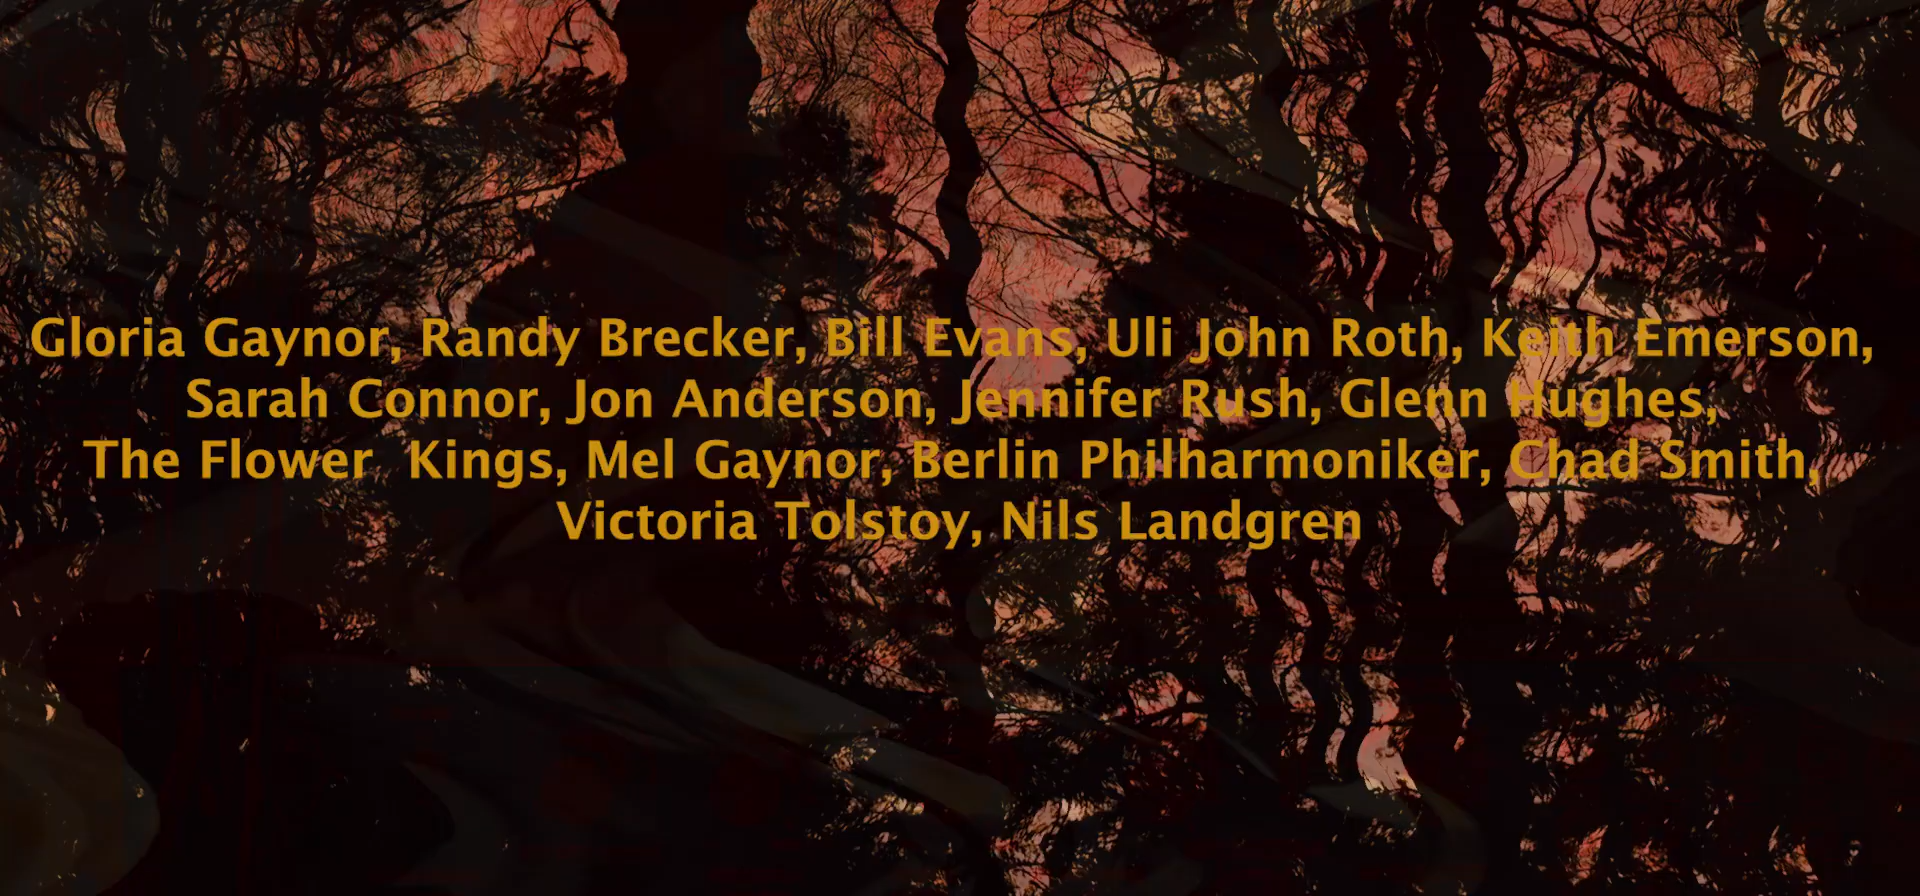 Gloria Gaynor, Randy Brecker, Bill Evans, Uli John Roth, Keith Emerson,
Sarah Connor, Jon Anderson, Jennifer Rush, Glenn Hughes,
The Flower  Kings, Mel Gaynor, Berlin Philharmoniker, Chad Smith,
Victoria Tolstoy, Nils Landgren